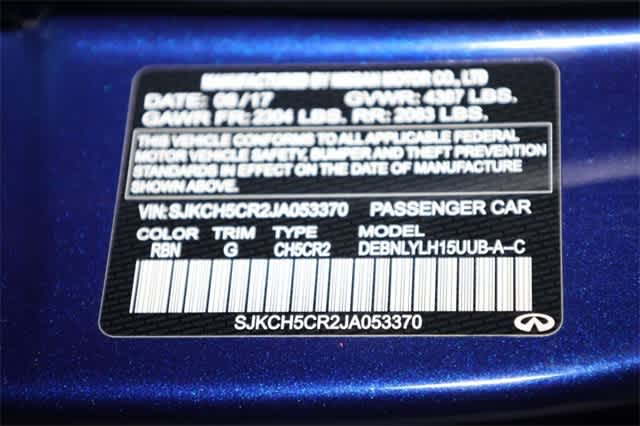 MANUFACTURED BY NISSAN MOTOR CO., LTD
DATE: 08/17 GVWR: 4387 LBS.
GAWR FR: 2304 LBS. RR: 2083 LBS.
THIS VEHICLE CONFORMS TO ALL APPLICABLE FEDERAL
MOTOR VEHICLE SAFETY, BUMPER AND THEFT PREVENTION
STANDARDS IN EFFECT ON THE DATE OF MANUFACTURE
SHOWN ABOVE.
VIN: SJKCH5CR2JA053370 PASSENGER CAR
COLOR TRIM TYPE MODEL
RBN G CH5CR2 DEBNLYLH15UUB-A-C
SJKCH5CR2JA053370